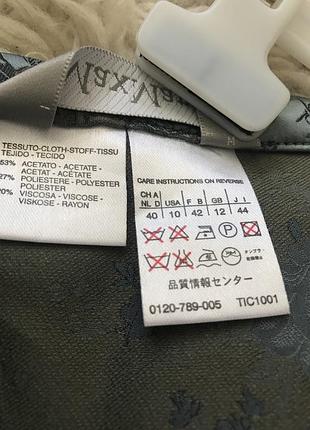 MaxMara
TESSUTO-CLOTH-STOFF-TISSU
TEJIDO - TECIDO
53% ACETATO - ACETATE -
ACETAT - ACETATO
27% POLIESTERE - POLYESTER
POLIESTER
20% VISCOSA - VISCOSE -
VISKOSE - RAYON
CARE INSTRUCTIONS ON REVERSE
CH A NL D USA F B GB J I
40 10 42 12 44
品質情報センター
0120-789-005 TIC1001